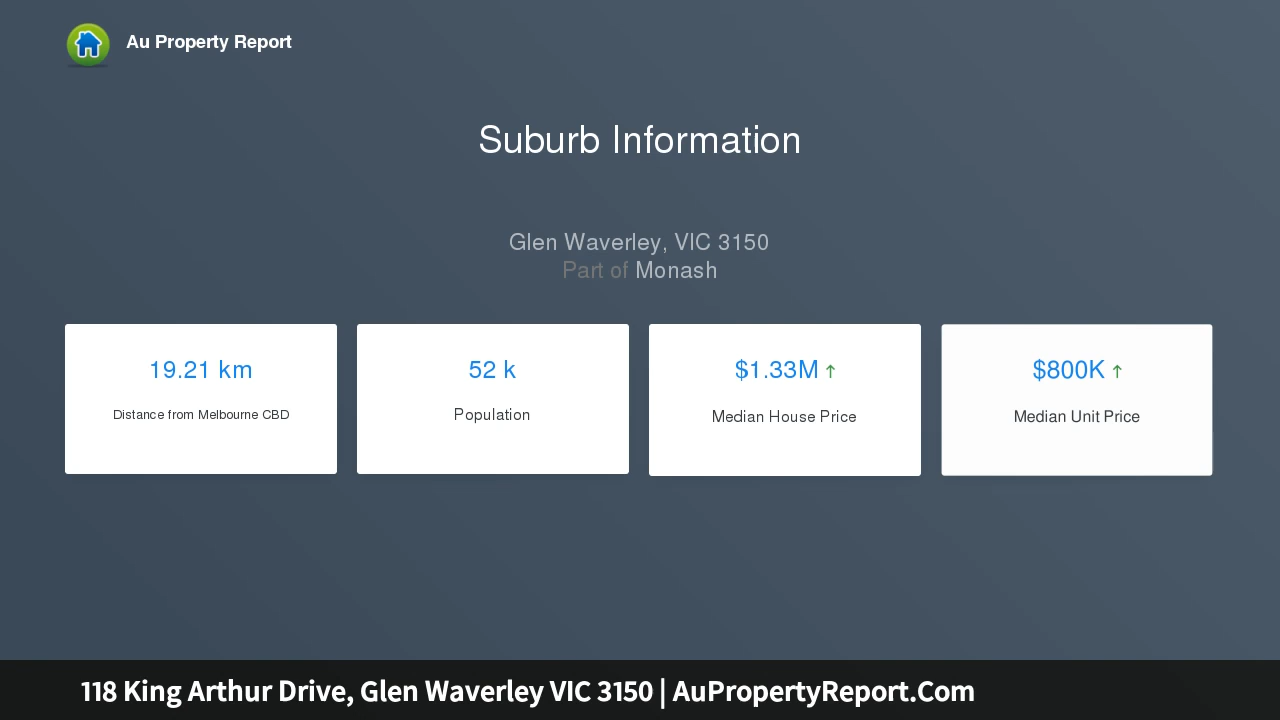 Au Property Report
Suburb Information
Glen Waverley, VIC 3150
Part of Monash
19.21 km
Distance from Melbourne CBD
52 k
Population
$1.33M ↑
Median House Price
$800K ↑
Median Unit Price
118 King Arthur Drive, Glen Waverley VIC 3150 | AuPropertyReport.Com